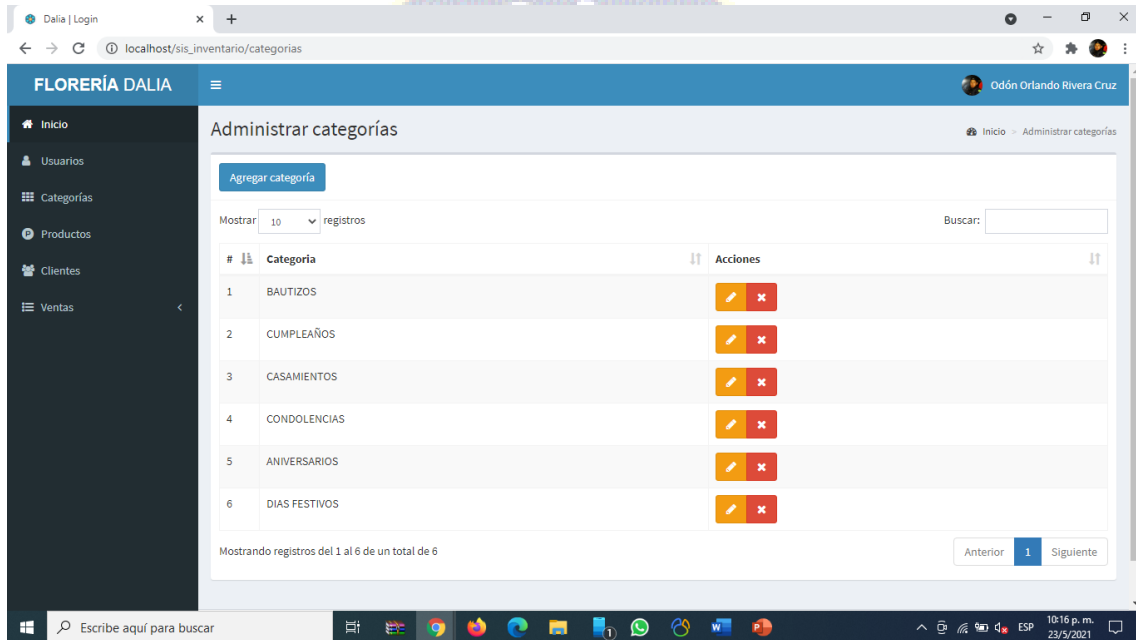 Dalia | Login
localhost/sis_inventario/categorias
FLORERÍA DALIA
Odón Orlando Rivera Cruz
Inicio
Usuarios
Categorías
Productos
Clientes
Ventas
Administrar categorías
Inicio > Administrar categorías
Agregar categoría
Mostrar 10 registros
Buscar:
# Categoria Acciones
1 BAUTIZOS
2 CUMPLEAÑOS
3 CASAMIENTOS
4 CONDOLENCIAS
5 ANIVERSARIOS
6 DIAS FESTIVOS
Mostrando registros del 1 al 6 de un total de 6
Anterior 1 Siguiente
Escribe aquí para buscar
1
ESP
10:16 p. m.
23/5/2021